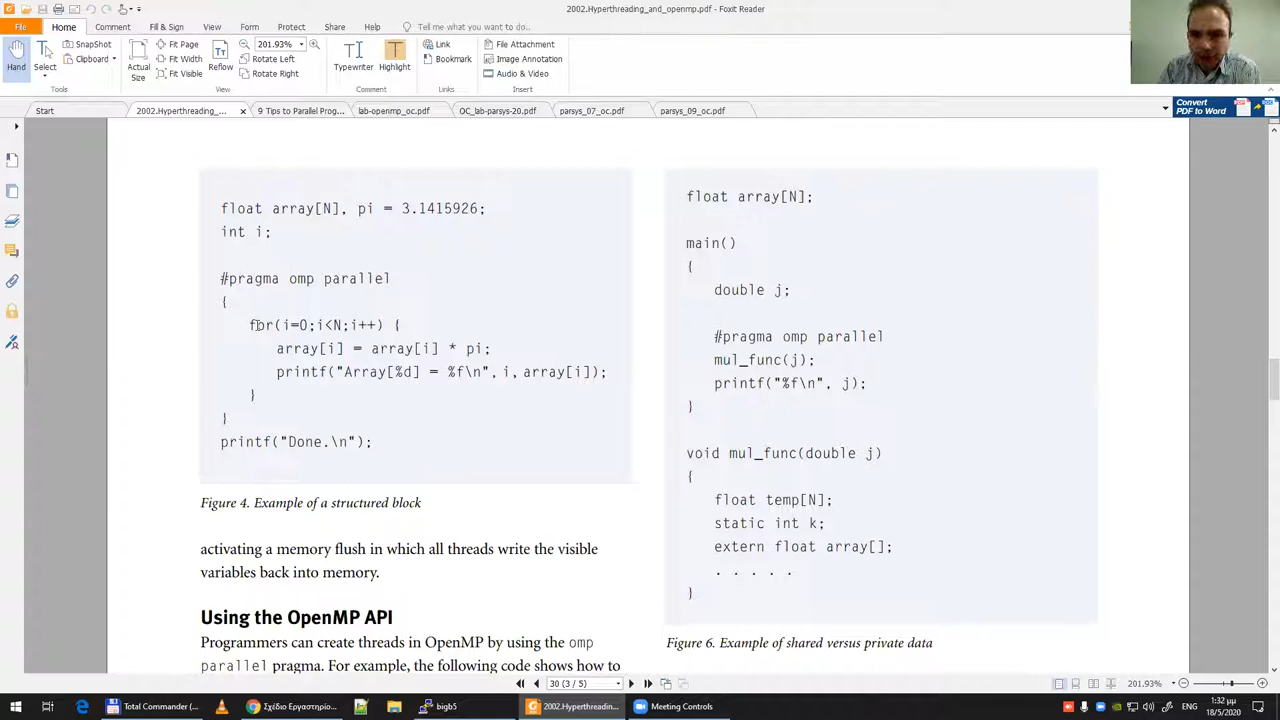 2002.Hyperthreading_and_openmp.pdf - Foxit Reader
File Home Comment Fill & Sign View Form Protect Share Help Tell me what you want to do..
Hand
Select
SnapShot
Clipboard
Tools
Actual Size
Fit Page
Fit Width
Fit Visible
Reflow
201.93%
Rotate Left
Rotate Right
View
Typewriter
Highlight
Comment
Link
Bookmark
Links
File Attachment
Image Annotation
Audio & Video
Insert
Start 2002.Hyperthreading_... 9 Tips to Parallel Prog... lab-openmp_oc.pdf OC_lab-parsys-20.pdf parsys_07_oc.pdf parsys_09_oc.pdf
Convert PDF to Word
float array[N], pi = 3.1415926;
int i;
#pragma omp parallel
{
for(i=0;i<N;i++) {
array[i] = array[i] * pi;
printf("Array[%d] = %f\n", i, array[i]);
}
}
printf("Done.\n");
Figure 4. Example of a structured block
activating a memory flush in which all threads write the visible
variables back into memory.
Using the OpenMP API
Programmers can create threads in OpenMP by using the omp
parallel pragma. For example, the following code shows how to
float array[N];
main()
{
double j;
#pragma omp parallel
mul_func(j);
printf("%f\n", j);
}
void mul_func(double j)
{
float temp[N];
static int k;
extern float array[];
. . . . .
}
Figure 6. Example of shared versus private data
30 (3 / 5)
201.93%
Total Commander (... Σχέδιο Εργαστηρίο... bigb5 2002.Hyperthreadin... Meeting Controls
1:32 μμ
18/5/2020